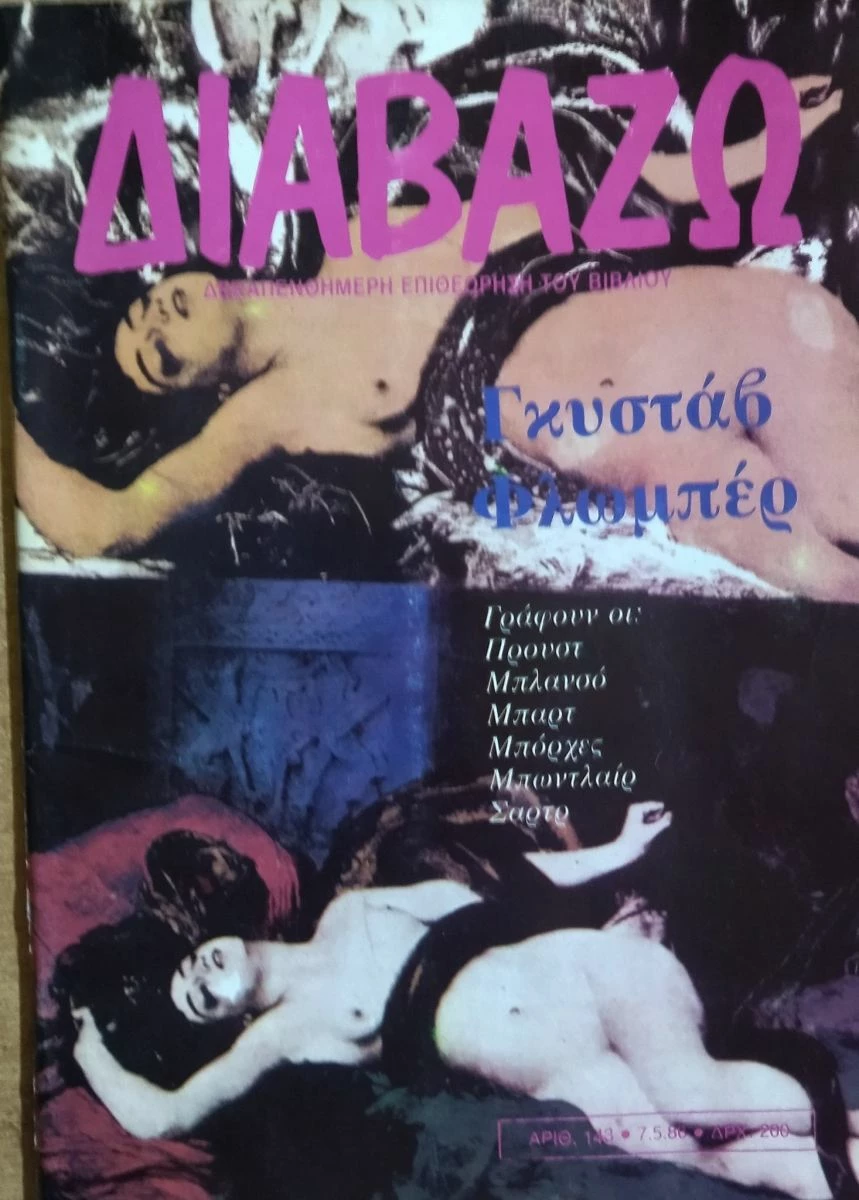 ΔΙΑΒΑΖΩ
ΔΕΚΑΠΕΝΘΗΜΕΡΗ ΕΠΙΘΕΩΡΗΣΗ ΤΟΥ ΒΙΒΛΙΟΥ
Γκυστάβ
Φλωμπέρ
Γράφουν οι:
Προυστ
Μπλανσό
Μπαρτ
Μπόρχες
Μπωντλαίρ
Σαρτρ
ΑΡΙΘ. 143 • 7.5.86 • ΔΡΧ. 200